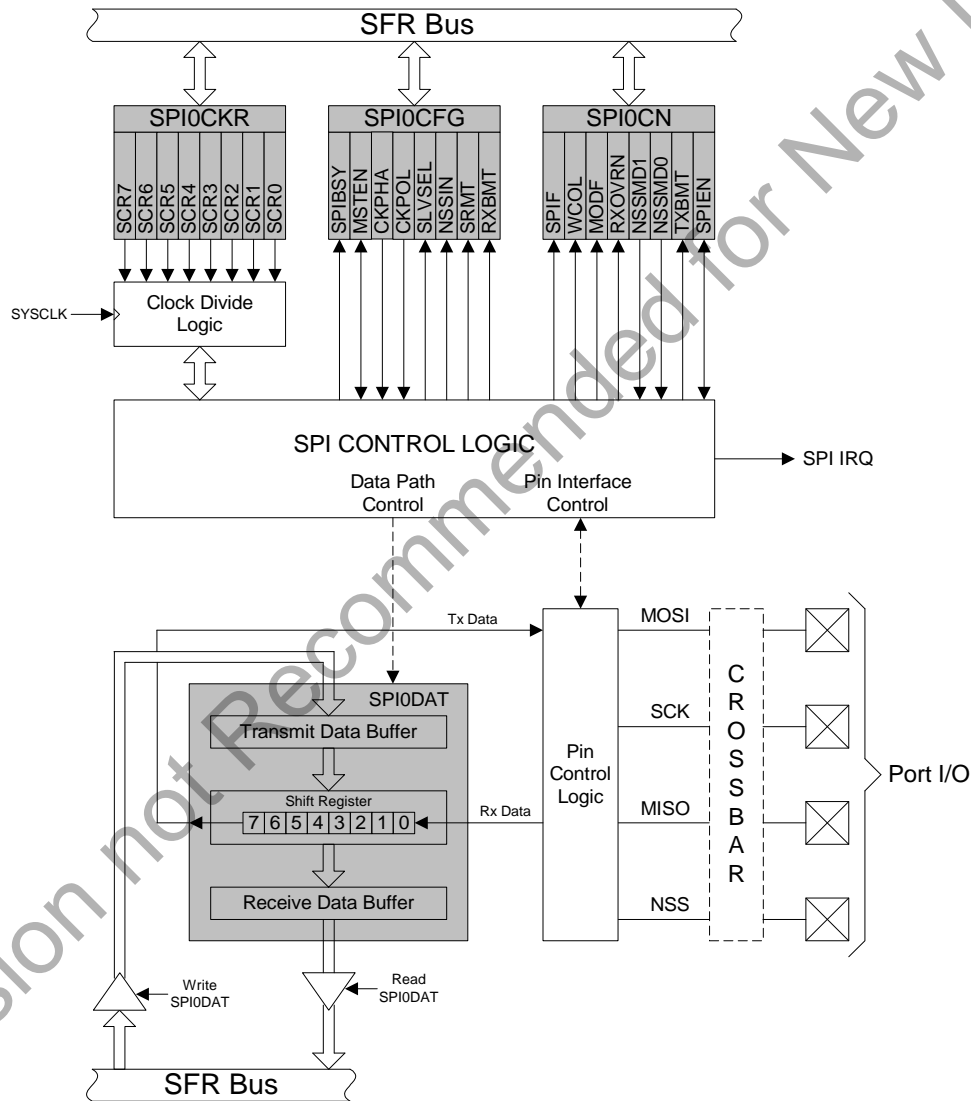 SFR Bus
SPI0CKR
SPI0CFG
SPI0CN
SCR7
SCR6
SCR5
SCR4
SCR3
SCR2
SCR1
SCR0
SPIBSY
MSTEN
CKPHA
CKPOL
SLVSEL
NSSIN
SRMT
RXBMT
SPIF
WCOL
MODF
RXOVRN
NSSMD1
NSSMD0
TXBMT
SPIEN
SYSCLK
Clock Divide
Logic
SPI CONTROL LOGIC
Data Path
Control
Pin Interface
Control
SPI IRQ
Tx Data
MOSI
SPI0DAT
Transmit Data Buffer
SCK
Shift Register
7 6 5 4 3 2 1 0
Rx Data
Pin
Control
Logic
MISO
CROSSBAR
Port I/O
Receive Data Buffer
NSS
Write
SPI0DAT
Read
SPI0DAT
SFR Bus
not Recommended for New